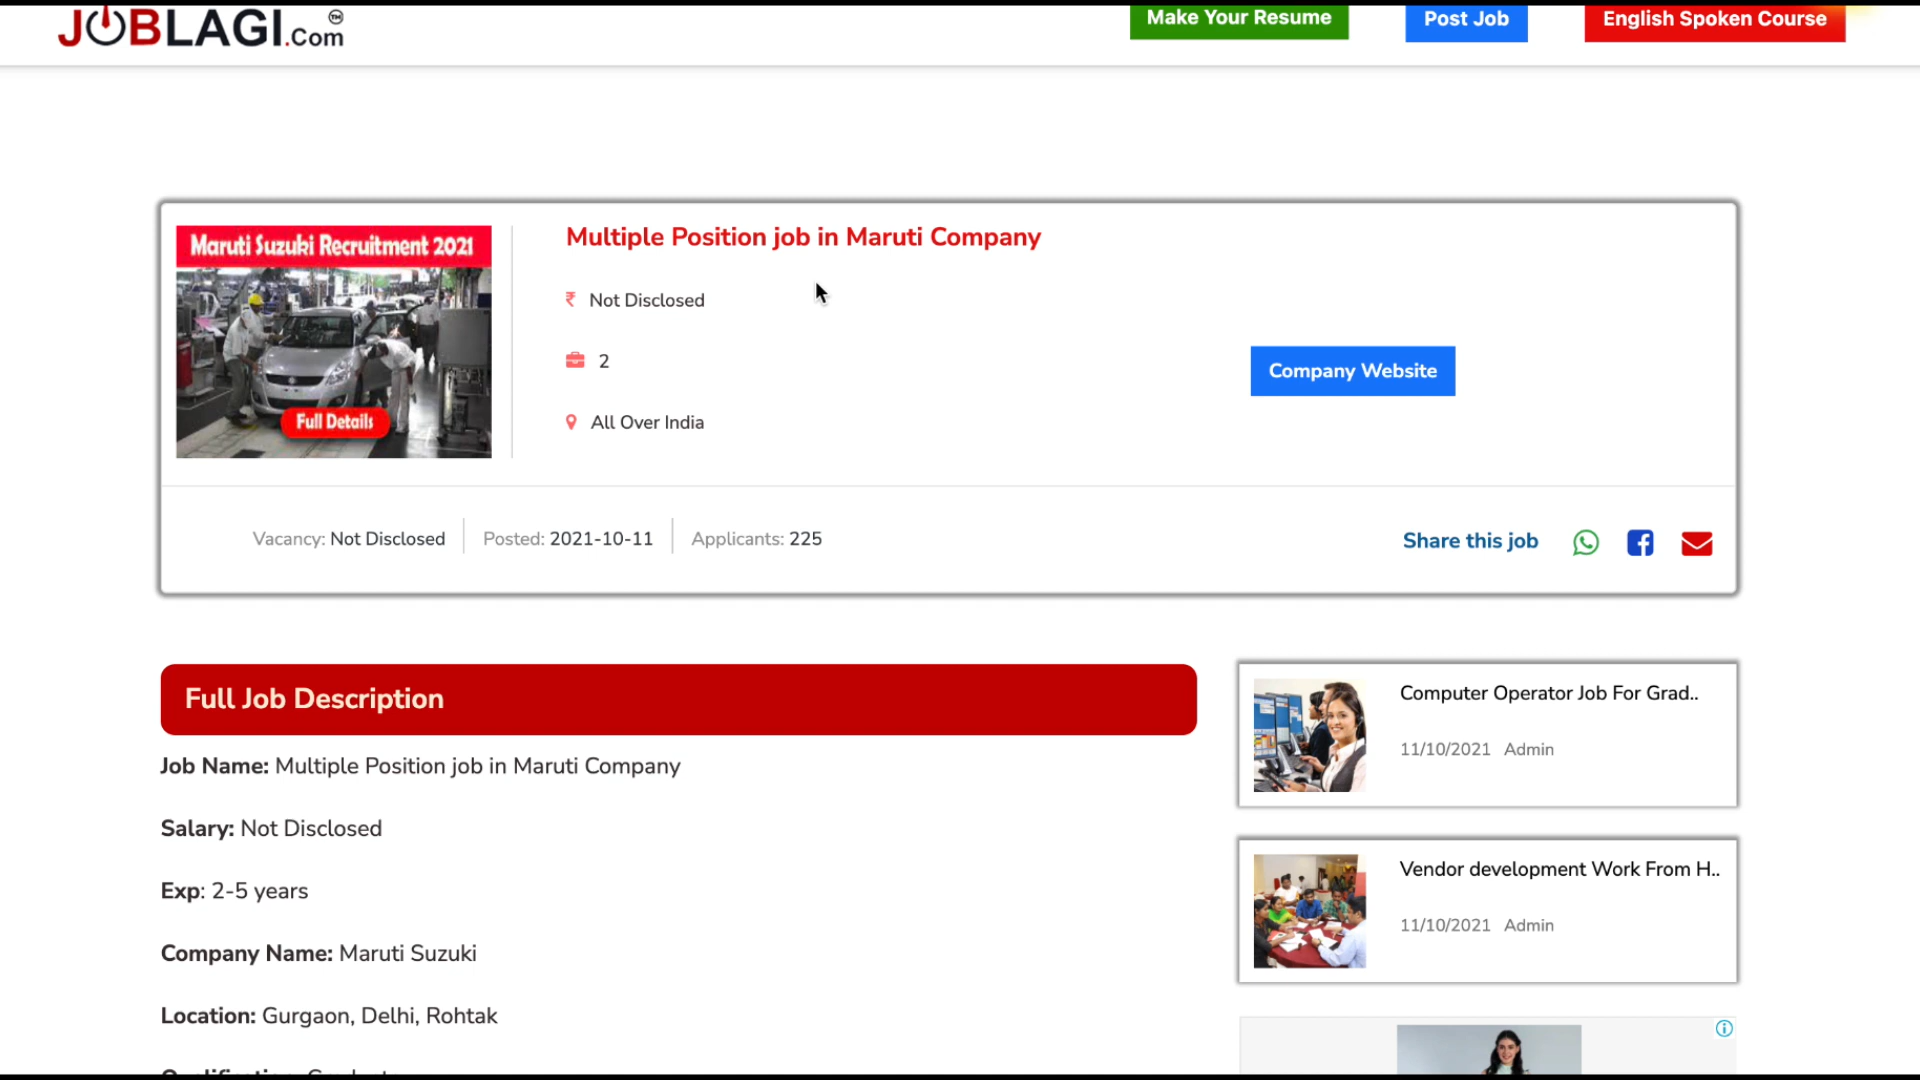 JOBLAGI.Com TM
Make Your Resume
Post Job
English Spoken Course
Maruti Suzuki Recruitment 2021
Full Details
Multiple Position job in Maruti Company
₹ Not Disclosed
2
All Over India
Company Website
Vacancy: Not Disclosed
Posted: 2021-10-11
Applicants: 225
Share this job
Full Job Description
Job Name: Multiple Position job in Maruti Company
Salary: Not Disclosed
Exp: 2-5 years
Company Name: Maruti Suzuki
Location: Gurgaon, Delhi, Rohtak
Computer Operator Job For Grad..
11/10/2021 Admin
Vendor development Work From H..
11/10/2021 Admin